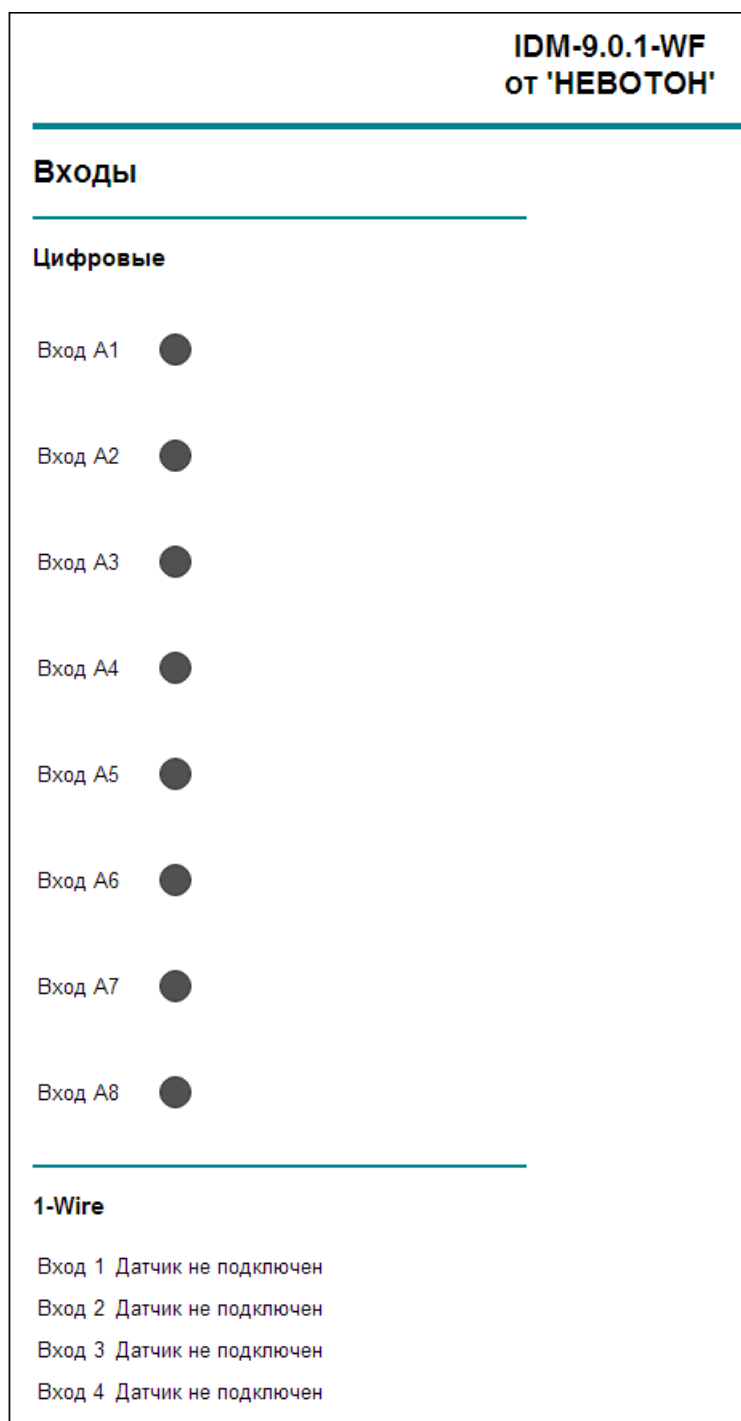 IDM-9.0.1-WF
от 'НЕВОТОН'
Входы
Цифровые
Вход А1
Вход А2
Вход А3
Вход А4
Вход А5
Вход А6
Вход А7
Вход А8
1-Wire
Вход 1 Датчик не подключен
Вход 2 Датчик не подключен
Вход 3 Датчик не подключен
Вход 4 Датчик не подключен